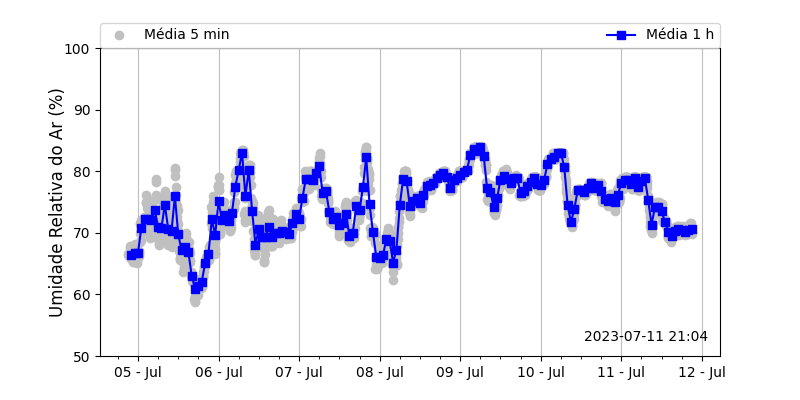 Média 5 min
Média 1 h
Umidade Relativa do Ar (%)
100
90
80
70
60
50
2023-07-11 21:04
05 - Jul
06 - Jul
07 - Jul
08 - Jul
09 - Jul
10 - Jul
11 - Jul
12 - Jul